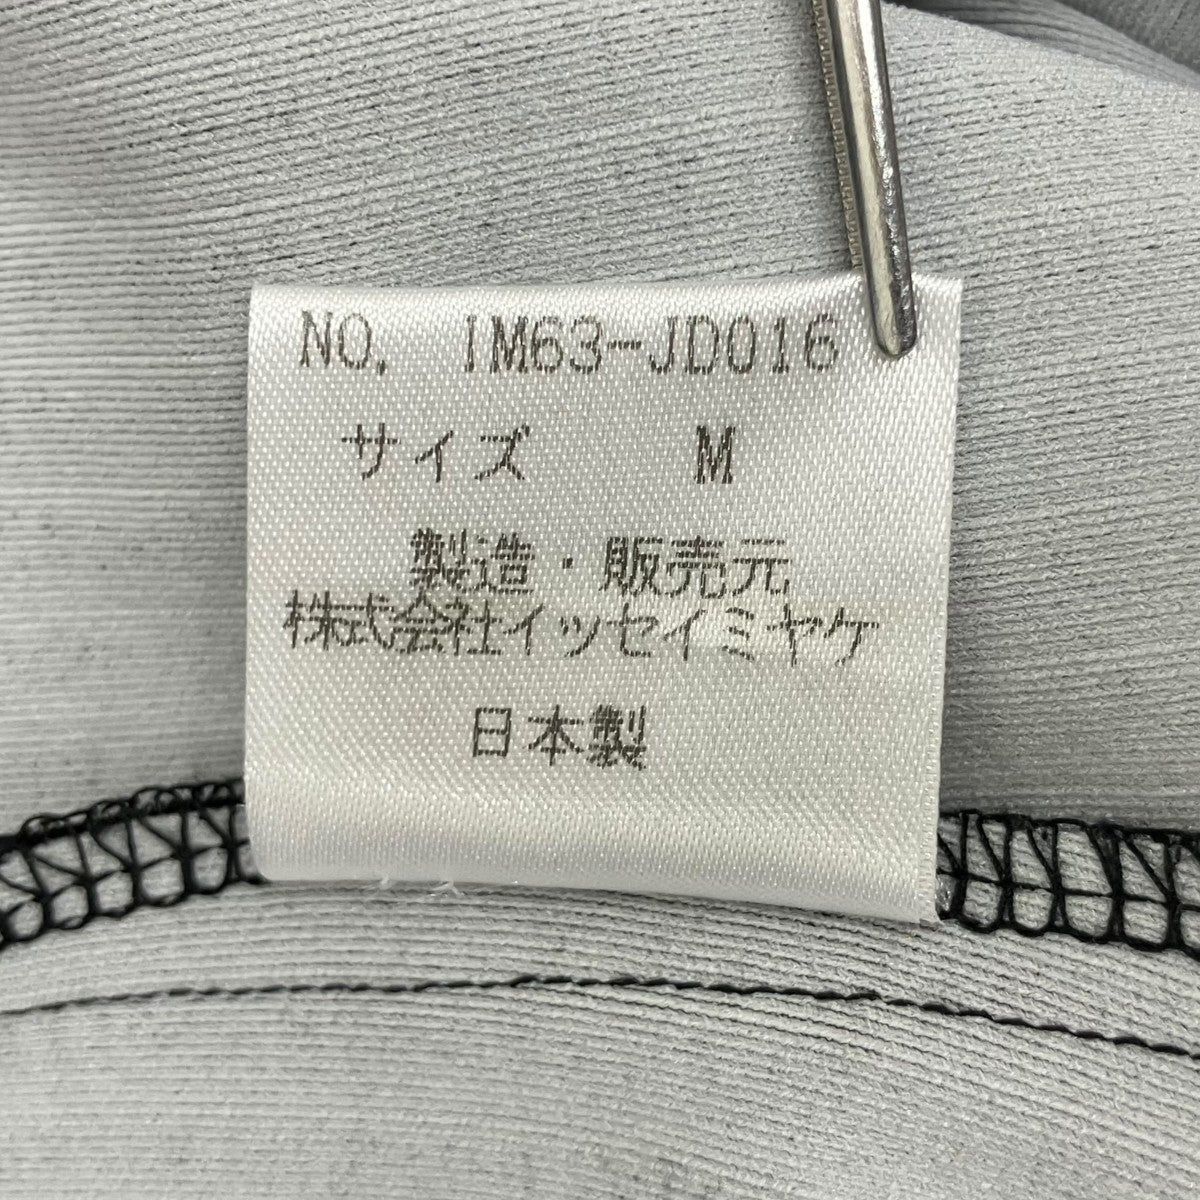 NO. IM63-JD016
サイズ M
製造・販売元
株式会社イッセイミヤケ
日本製